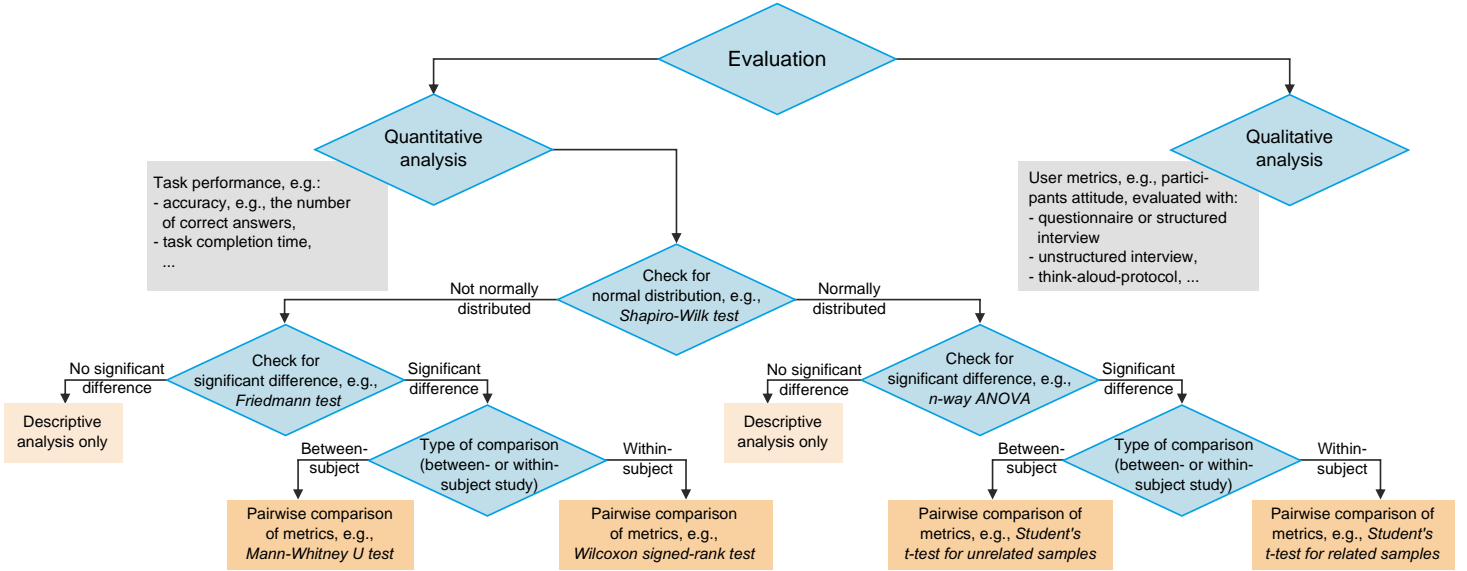 Evaluation
Quantitative
analysis
Qualitative
analysis
Task performance, e.g.:
- accuracy, e.g., the number
of correct answers,
- task completion time,
...
User metrics, e.g., partici-
pants attitude, evaluated with:
- questionnaire or structured
interview
- unstructured interview,
- think-aloud-protocol, ...
Check for
normal distribution, e.g.,
Shapiro-Wilk test
Not normally
distributed
Normally
distributed
Check for
significant difference, e.g.,
Friedmann test
No significant
difference
Significant
difference
Descriptive
analysis only
Type of comparison
(between- or within-
subject study)
Between-
subject
Within-
subject
Pairwise comparison
of metrics, e.g.,
Mann-Whitney U test
Pairwise comparison
of metrics, e.g.,
Wilcoxon signed-rank test
Check for
significant difference, e.g.,
n-way ANOVA
No significant
difference
Significant
difference
Descriptive
analysis only
Type of comparison
(between- or within-
subject study)
Between-
subject
Within-
subject
Pairwise comparison of
metrics, e.g., Student's
t-test for unrelated samples
Pairwise comparison of
metrics, e.g., Student's
t-test for related samples